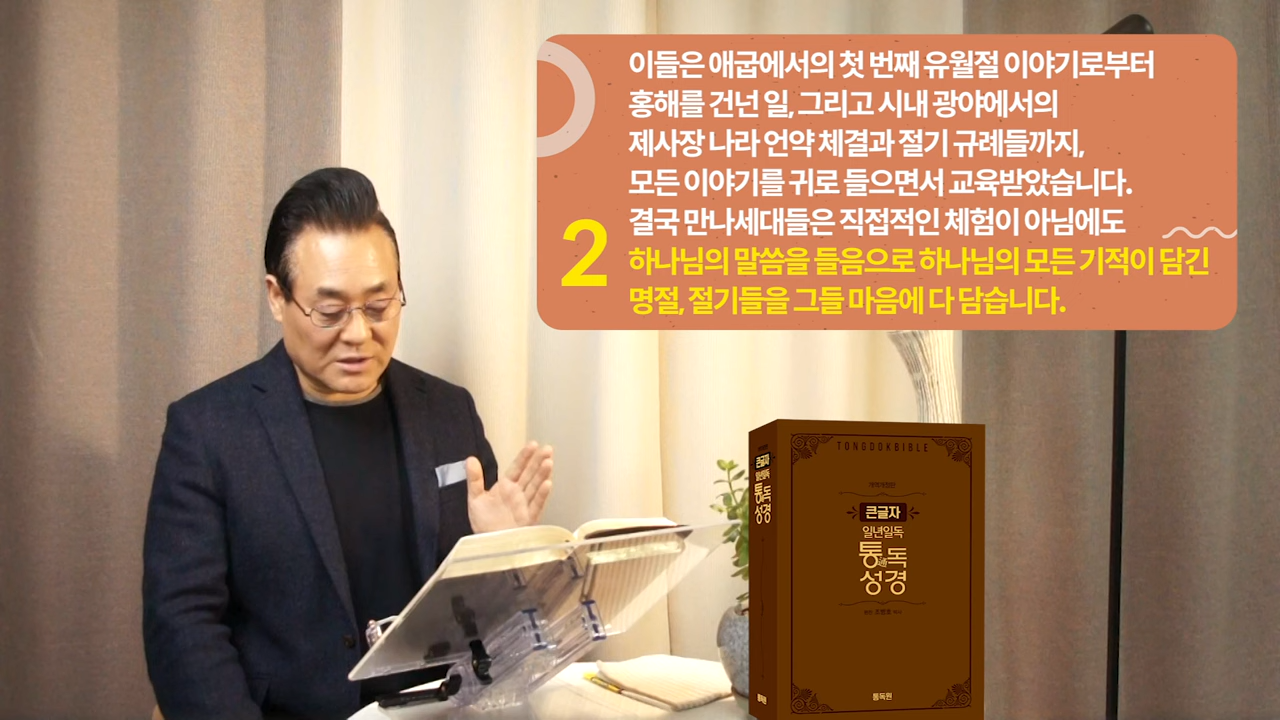 이들은 애굽에서의 첫 번째 유월절 이야기로부터
홍해를 건넌 일, 그리고 시내 광야에서의
제사장 나라 언약 체결과 절기 규례들까지,
모든 이야기를 귀로 들으면서 교육받았습니다.
결국 만나세대들은 직접적인 체험이 아님에도
2 하나님의 말씀을 들음으로 하나님의 모든 기적이 담긴
명절, 절기들을 그들 마음에 다 담습니다.
TONGDOKBIBLE
개역개정판
큰글자
일년일독
통독
성경
통독원
큰글자
일년일독
통독
성경
통독원